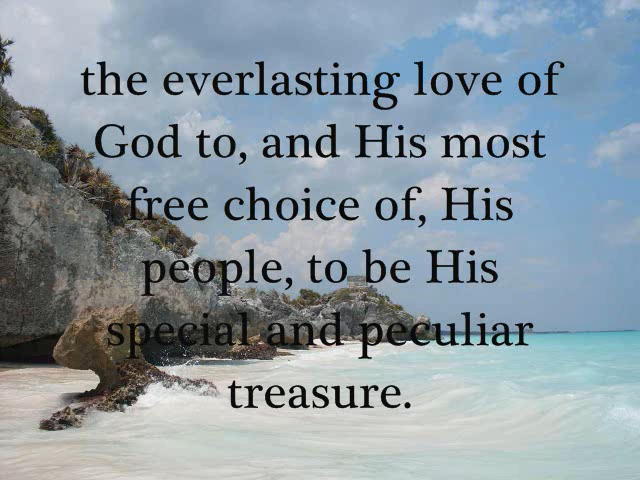 the everlasting love of
God to, and His most
free choice of, His
people, to be His
special and peculiar
treasure.